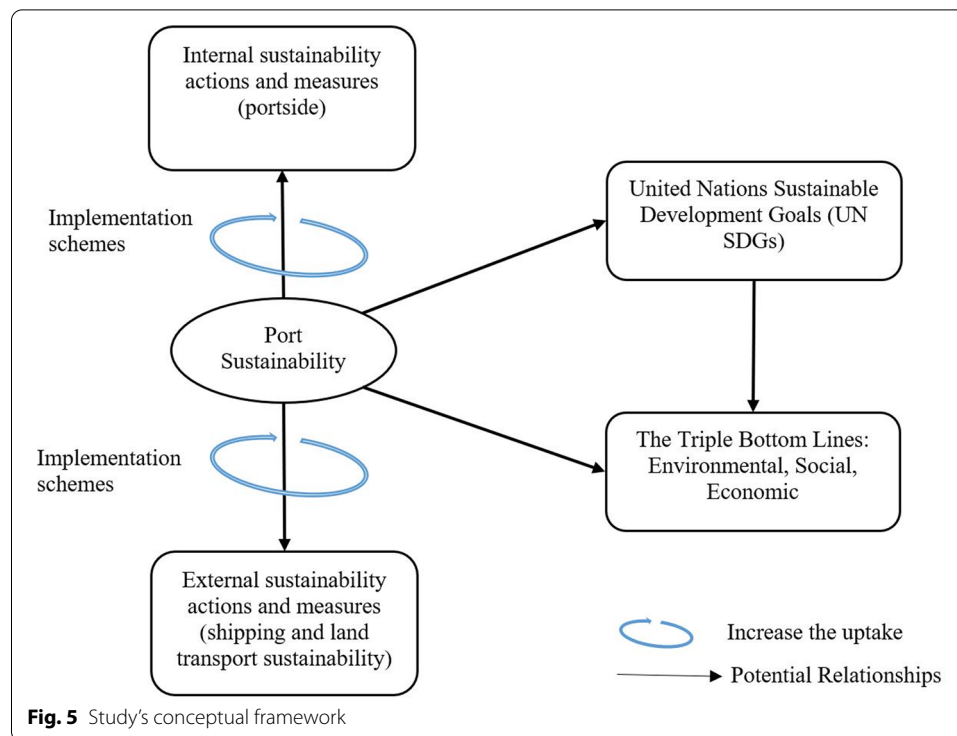 Internal sustainability
actions and measures
(portside)
Implementation
schemes
United Nations Sustainable
Development Goals (UN
SDGs)
Port
Sustainability
Implementation
schemes
The Triple Bottom Lines:
Environmental, Social,
Economic
External sustainability
actions and measures
(shipping and land
transport sustainability)
Increase the uptake
Potential Relationships
Fig. 5 Study's conceptual framework